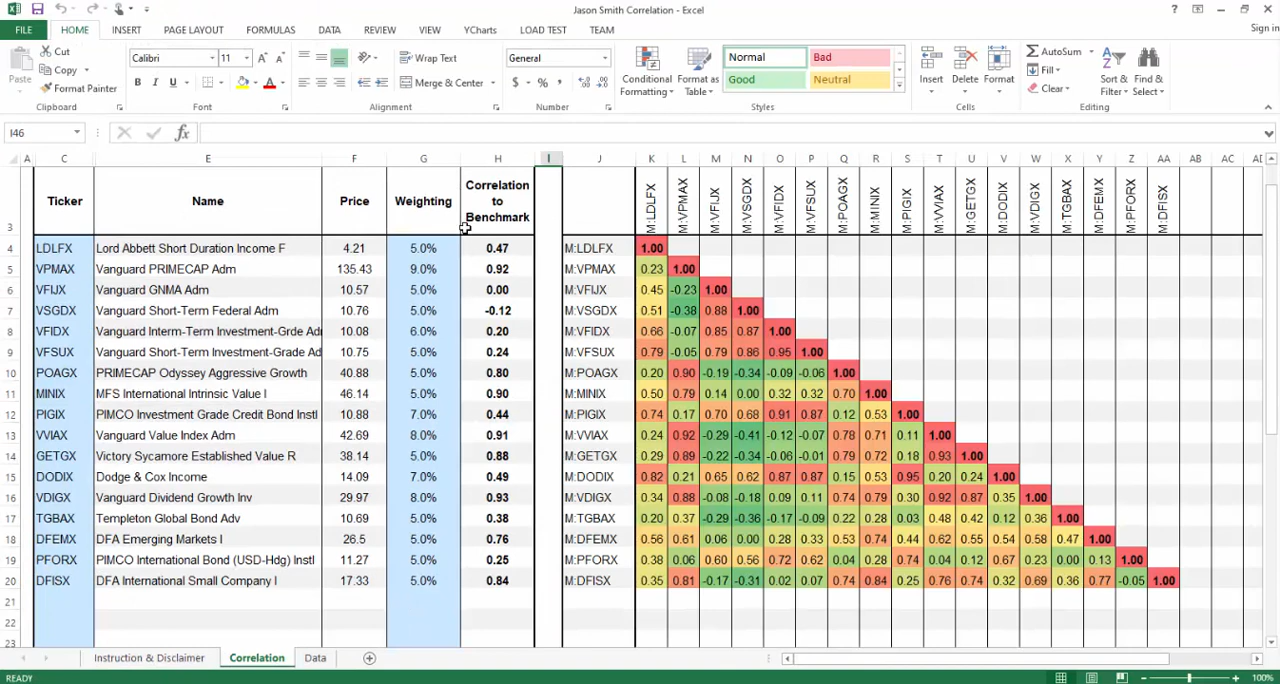 Jason Smith Correlation - Excel
?
FILE HOME INSERT PAGE LAYOUT FORMULAS DATA REVIEW VIEW YCharts LOAD TEST TEAM Sign in
Paste Cut Copy Format Painter Clipboard
Calibri 11 B I U A A Font
Wrap Text Merge & Center Alignment
General $ % , Number
Conditional Formatting Format as Table Normal Bad Good Neutral Styles
Insert Delete Format Cells
AutoSum Fill Clear Sort & Filter Find & Select Editing
I46 fx
A C E F G H I J K L M N O P Q R S T U V W X Y Z AA AB AC AD
3 Ticker Name Price Weighting Correlation to Benchmark M:LDLFX M:VPMAX M:VFIJX M:VSGDX M:VFIDX M:VFSUX M:POAGX M:MINIX M:PIGIX M:VVIAX M:GETGX M:DODIX M:VDIGX M:TGBAX M:DFEMX M:PFORX M:DFISX
4 LDLFX Lord Abbett Short Duration Income F 4.21 5.0% 0.47 M:LDLFX 1.00
5 VPMAX Vanguard PRIMECAP Adm 135.43 9.0% 0.92 M:VPMAX 0.23 1.00
6 VFIJX Vanguard GNMA Adm 10.57 5.0% 0.00 M:VFIJX 0.45 -0.23 1.00
7 VSGDX Vanguard Short-Term Federal Adm 10.76 5.0% -0.12 M:VSGDX 0.51 -0.38 0.88 1.00
8 VFIDX Vanguard Interm-Term Investment-Grde Ad 10.08 6.0% 0.20 M:VFIDX 0.66 -0.07 0.85 0.87 1.00
9 VFSUX Vanguard Short-Term Investment-Grade Ad 10.75 5.0% 0.24 M:VFSUX 0.79 -0.05 0.79 0.86 0.95 1.00
10 POAGX PRIMECAP Odyssey Aggressive Growth 40.88 5.0% 0.80 M:POAGX 0.20 0.90 -0.19 -0.34 -0.09 -0.06 1.00
11 MINIX MFS International Intrinsic Value I 46.14 5.0% 0.90 M:MINIX 0.50 0.79 0.14 0.00 0.32 0.32 0.70 1.00
12 PIGIX PIMCO Investment Grade Credit Bond Instl 10.88 7.0% 0.44 M:PIGIX 0.74 0.17 0.70 0.68 0.91 0.87 0.12 0.53 1.00
13 VVIAX Vanguard Value Index Adm 42.69 8.0% 0.91 M:VVIAX 0.24 0.92 -0.29 -0.41 -0.12 -0.07 0.78 0.71 0.11 1.00
14 GETGX Victory Sycamore Established Value R 38.14 5.0% 0.88 M:GETGX 0.29 0.89 -0.22 -0.34 -0.06 -0.01 0.79 0.72 0.18 0.93 1.00
15 DODIX Dodge & Cox Income 14.09 7.0% 0.49 M:DODIX 0.82 0.21 0.65 0.62 0.87 0.87 0.15 0.53 0.95 0.20 0.24 1.00
16 VDIGX Vanguard Dividend Growth Inv 29.97 8.0% 0.93 M:VDIGX 0.34 0.88 -0.08 -0.18 0.09 0.11 0.74 0.79 0.30 0.92 0.87 0.35 1.00
17 TGBAX Templeton Global Bond Adv 10.69 5.0% 0.38 M:TGBAX 0.20 0.37 -0.29 -0.36 -0.17 -0.09 0.22 0.28 0.03 0.48 0.42 0.12 0.36 1.00
18 DFEMX DFA Emerging Markets I 26.5 5.0% 0.76 M:DFEMX 0.56 0.61 0.06 0.00 0.28 0.33 0.53 0.74 0.44 0.62 0.55 0.54 0.58 0.47 1.00
19 PFORX PIMCO International Bond (USD-Hdg) Instl 11.27 5.0% 0.25 M:PFORX 0.38 0.06 0.60 0.56 0.72 0.62 0.04 0.28 0.74 0.04 0.12 0.67 0.23 0.00 0.13 1.00
20 DFISX DFA International Small Company I 17.33 5.0% 0.84 M:DFISX 0.35 0.81 -0.17 -0.31 0.02 0.07 0.74 0.84 0.25 0.76 0.74 0.32 0.69 0.36 0.77 -0.05 1.00
21
22
23
Instruction & Disclaimer Correlation Data
READY 100%